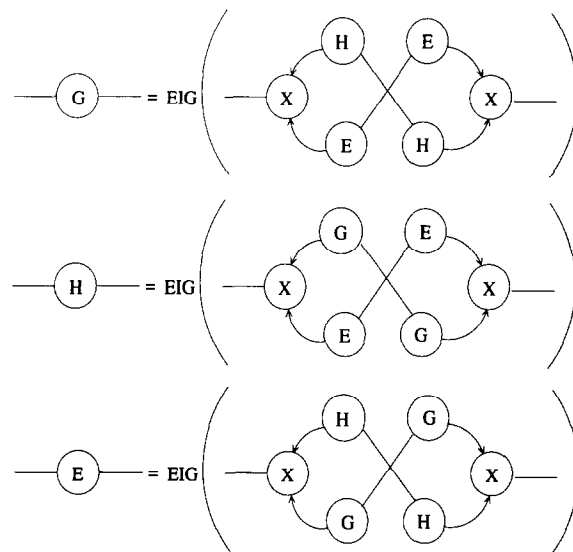 H E
G = EIG X X
E H
G E
H = EIG X X
E G
H G
E = EIG X X
G H